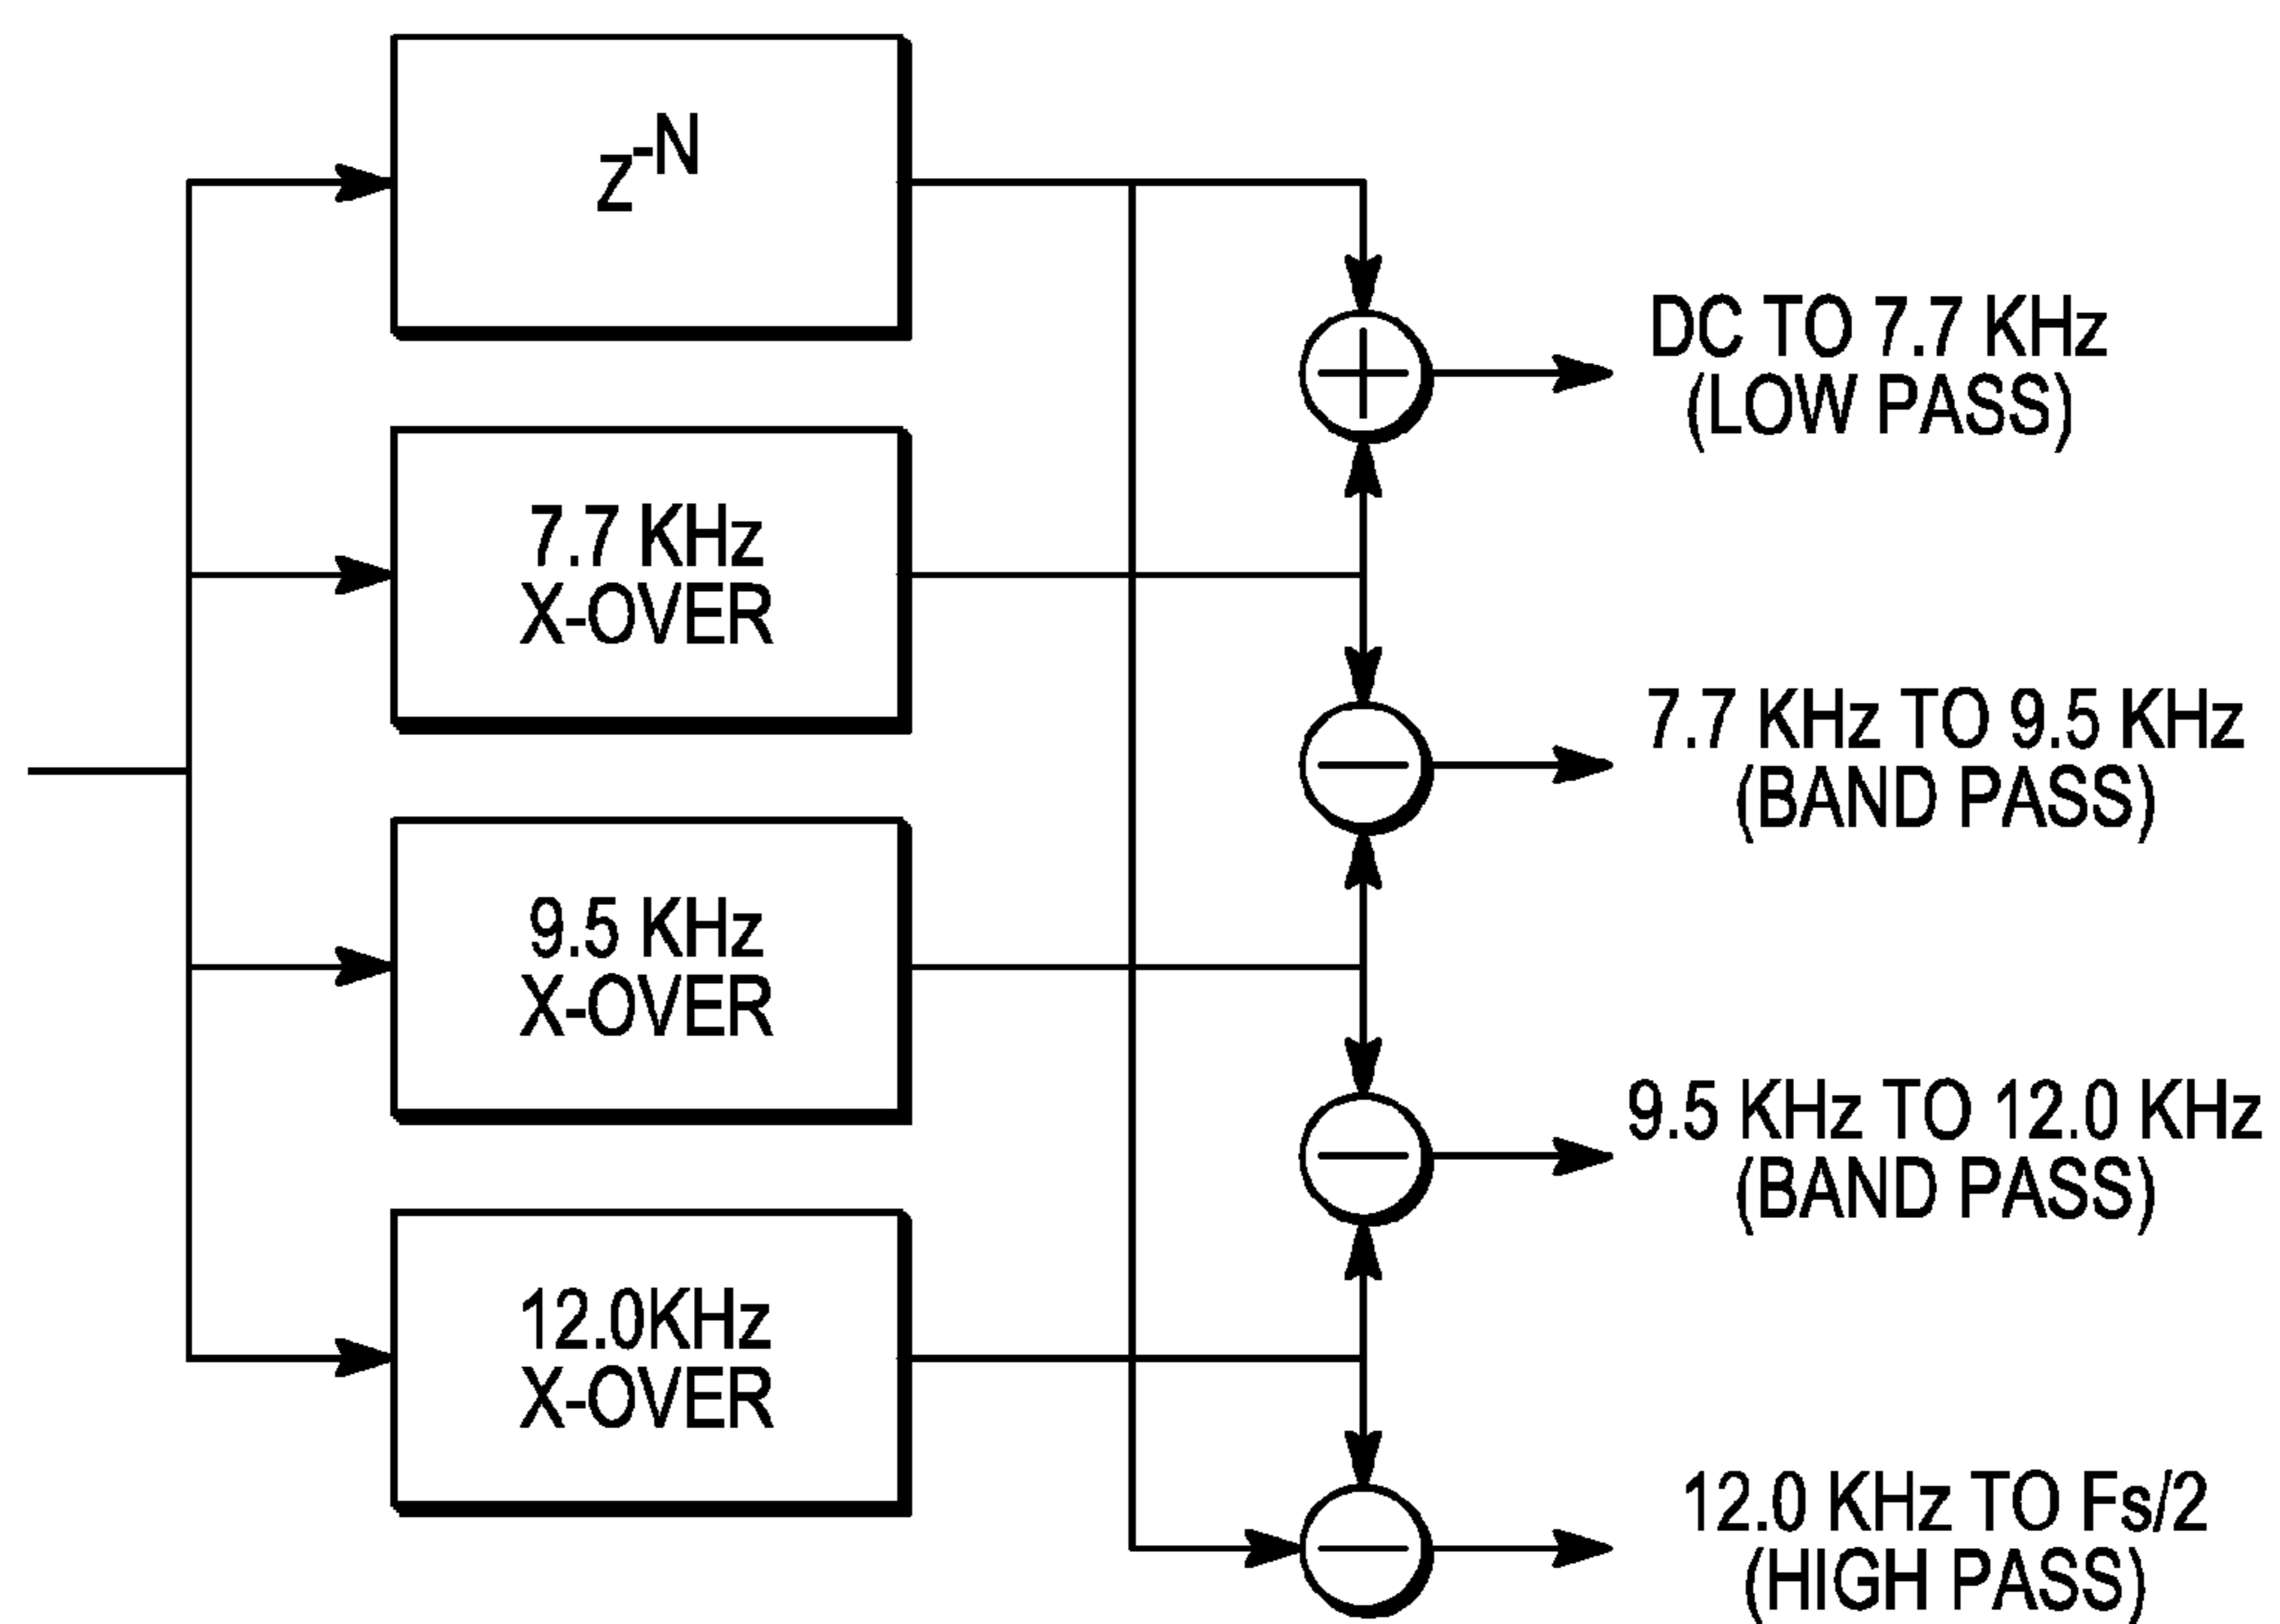 z-N
DC TO 7.7 KHz
(LOW PASS)
7.7 KHz
X-OVER
7.7 KHz TO 9.5 KHz
(BAND PASS)
9.5 KHz
X-OVER
9.5 KHz TO 12.0 KHz
(BAND PASS)
12.0KHz
X-OVER
12.0 KHz TO Fs/2
(HIGH PASS)